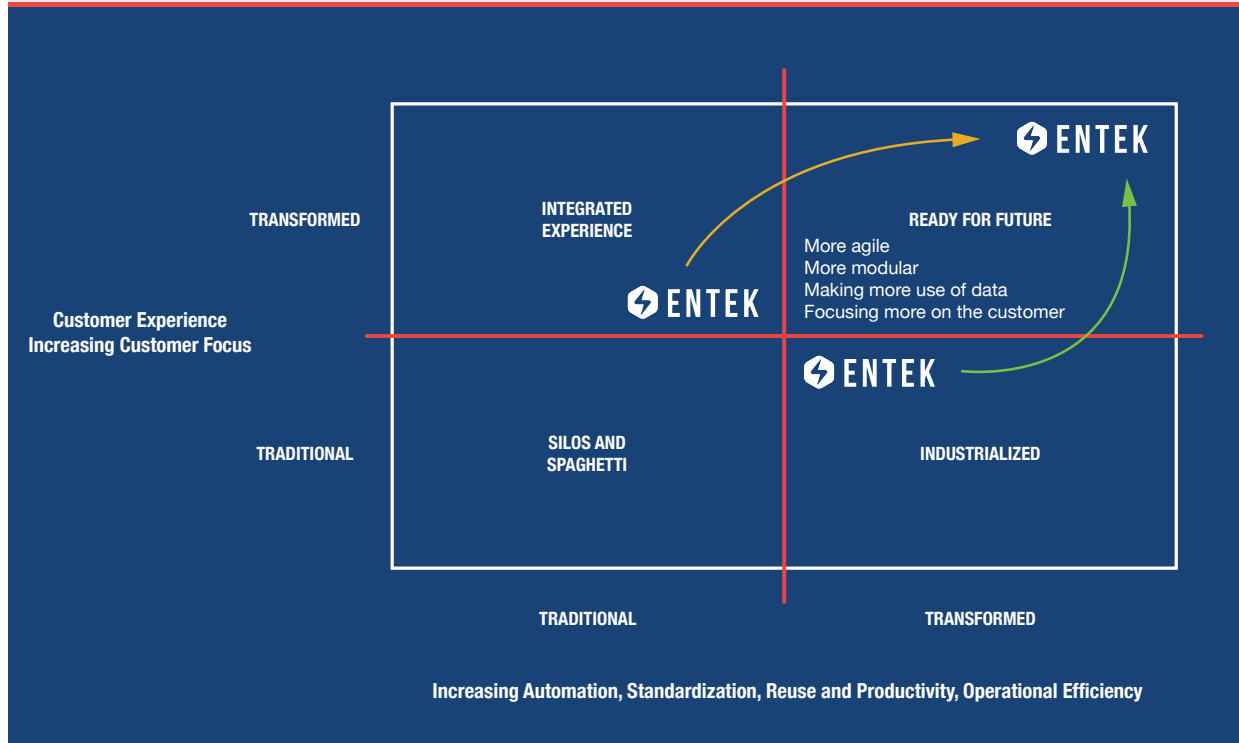 ENTEK
TRANSFORMED
INTEGRATED
EXPERIENCE
READY FOR FUTURE
More agile
More modular
Making more use of data
Focusing more on the customer
ENTEK
Customer Experience
Increasing Customer Focus
ENTEK
TRADITIONAL
SILOS AND
SPAGHETTI
INDUSTRIALIZED
TRADITIONAL
TRANSFORMED
Increasing Automation, Standardization, Reuse and Productivity, Operational Efficiency